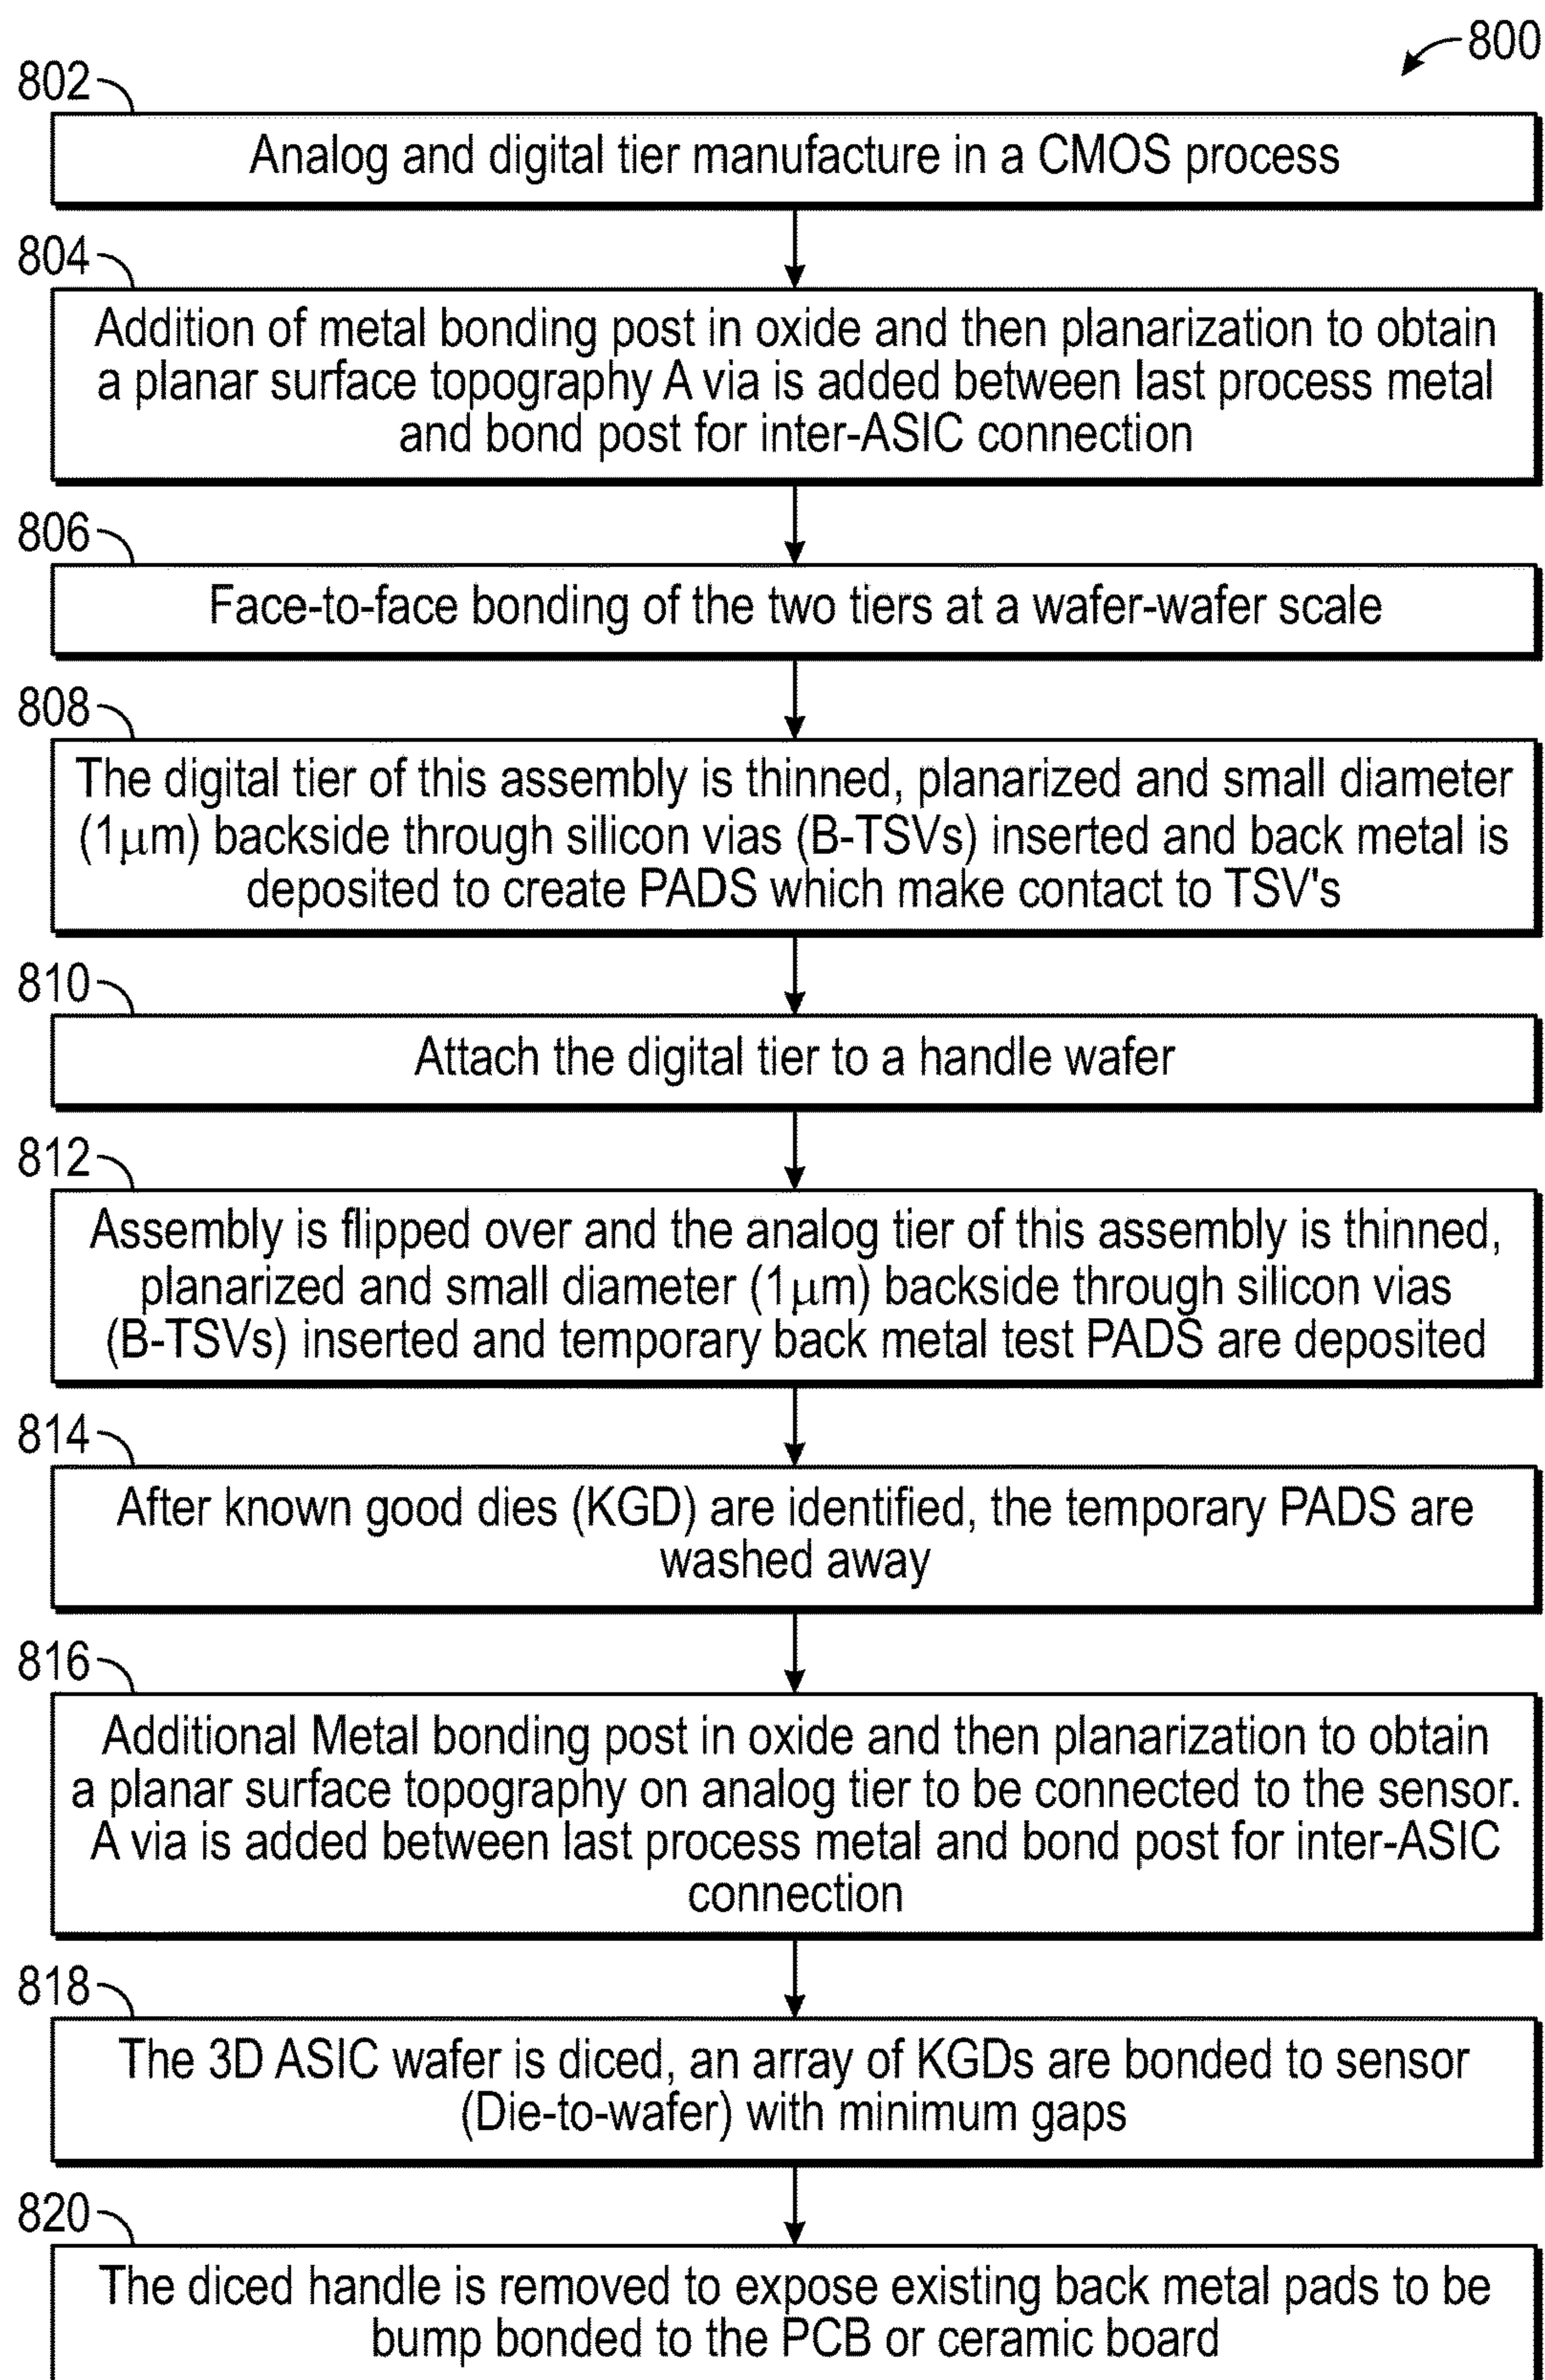 800
802
Analog and digital tier manufacture in a CMOS process
804
Addition of metal bonding post in oxide and then planarization to obtain
a planar surface topography A via is added between last process metal
and bond post for inter-ASIC connection
806
Face-to-face bonding of the two tiers at a wafer-wafer scale
808
The digital tier of this assembly is thinned, planarized and small diameter
(1μm) backside through silicon vias (B-TSVs) inserted and back metal is
deposited to create PADS which make contact to TSV's
810
Attach the digital tier to a handle wafer
812
Assembly is flipped over and the analog tier of this assembly is thinned,
planarized and small diameter (1μm) backside through silicon vias
(B-TSVs) inserted and temporary back metal test PADS are deposited
814
After known good dies (KGD) are identified, the temporary PADS are
washed away
816
Additional Metal bonding post in oxide and then planarization to obtain
a planar surface topography on analog tier to be connected to the sensor.
A via is added between last process metal and bond post for inter-ASIC
connection
818
The 3D ASIC wafer is diced, an array of KGDs are bonded to sensor
(Die-to-wafer) with minimum gaps
820
The diced handle is removed to expose existing back metal pads to be
bump bonded to the PCB or ceramic board